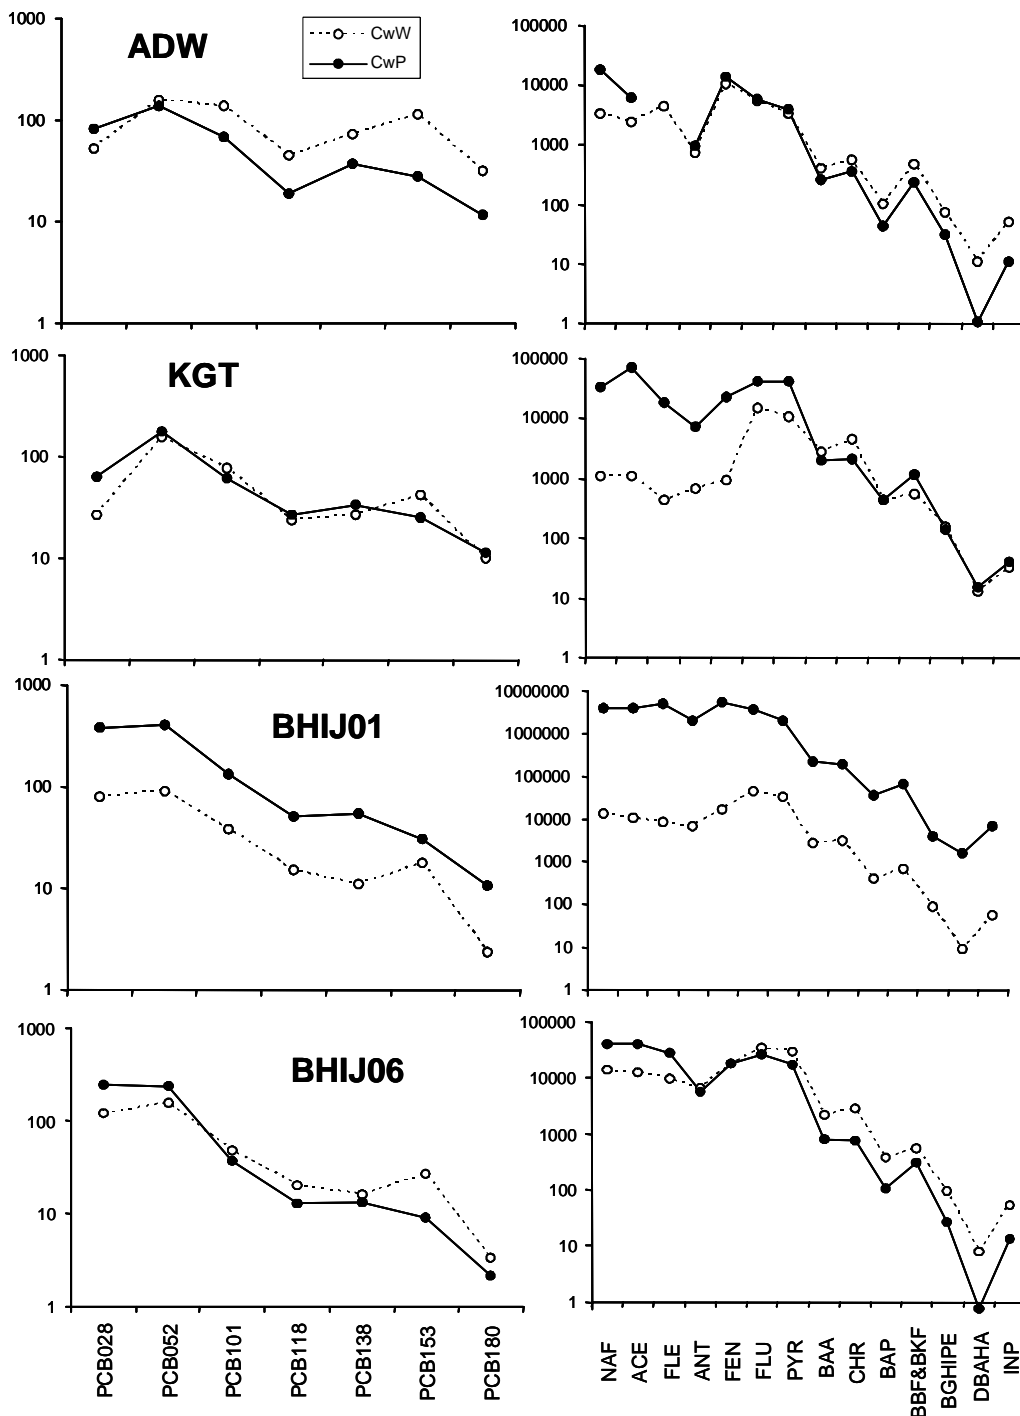 ADW
CwW
CwP
1000
100
10
1
100000
10000
1000
100
10
1
KGT
1000
100
10
1
100000
10000
1000
100
10
1
BHIJ01
1000
100
10
1
10000000
1000000
100000
10000
1000
100
10
1
BHIJ06
1000
100
10
1
100000
10000
1000
100
10
1
PCB028
PCB052
PCB101
PCB118
PCB138
PCB153
PCB180
NAF
ACE
FLE
ANT
FEN
FLU
PYR
BAA
CHR
BAP
BBF&BKF
BGHIPE
DBAHA
INP